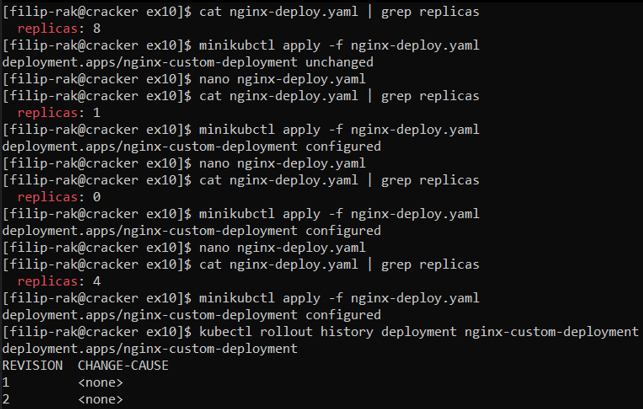 [filip-rak@cracker ex10]$ cat nginx-deploy.yaml | grep replicas
  replicas: 8
[filip-rak@cracker ex10]$ minikubctl apply -f nginx-deploy.yaml
deployment.apps/nginx-custom-deployment unchanged
[filip-rak@cracker ex10]$ nano nginx-deploy.yaml
[filip-rak@cracker ex10]$ cat nginx-deploy.yaml | grep replicas
  replicas: 1
[filip-rak@cracker ex10]$ minikubctl apply -f nginx-deploy.yaml
deployment.apps/nginx-custom-deployment configured
[filip-rak@cracker ex10]$ nano nginx-deploy.yaml
[filip-rak@cracker ex10]$ cat nginx-deploy.yaml | grep replicas
  replicas: 0
[filip-rak@cracker ex10]$ minikubctl apply -f nginx-deploy.yaml
deployment.apps/nginx-custom-deployment configured
[filip-rak@cracker ex10]$ nano nginx-deploy.yaml
[filip-rak@cracker ex10]$ cat nginx-deploy.yaml | grep replicas
  replicas: 4
[filip-rak@cracker ex10]$ minikubctl apply -f nginx-deploy.yaml
deployment.apps/nginx-custom-deployment configured
[filip-rak@cracker ex10]$ kubectl rollout history deployment nginx-custom-deployment
deployment.apps/nginx-custom-deployment
REVISION  CHANGE-CAUSE
1         <none>
2         <none>